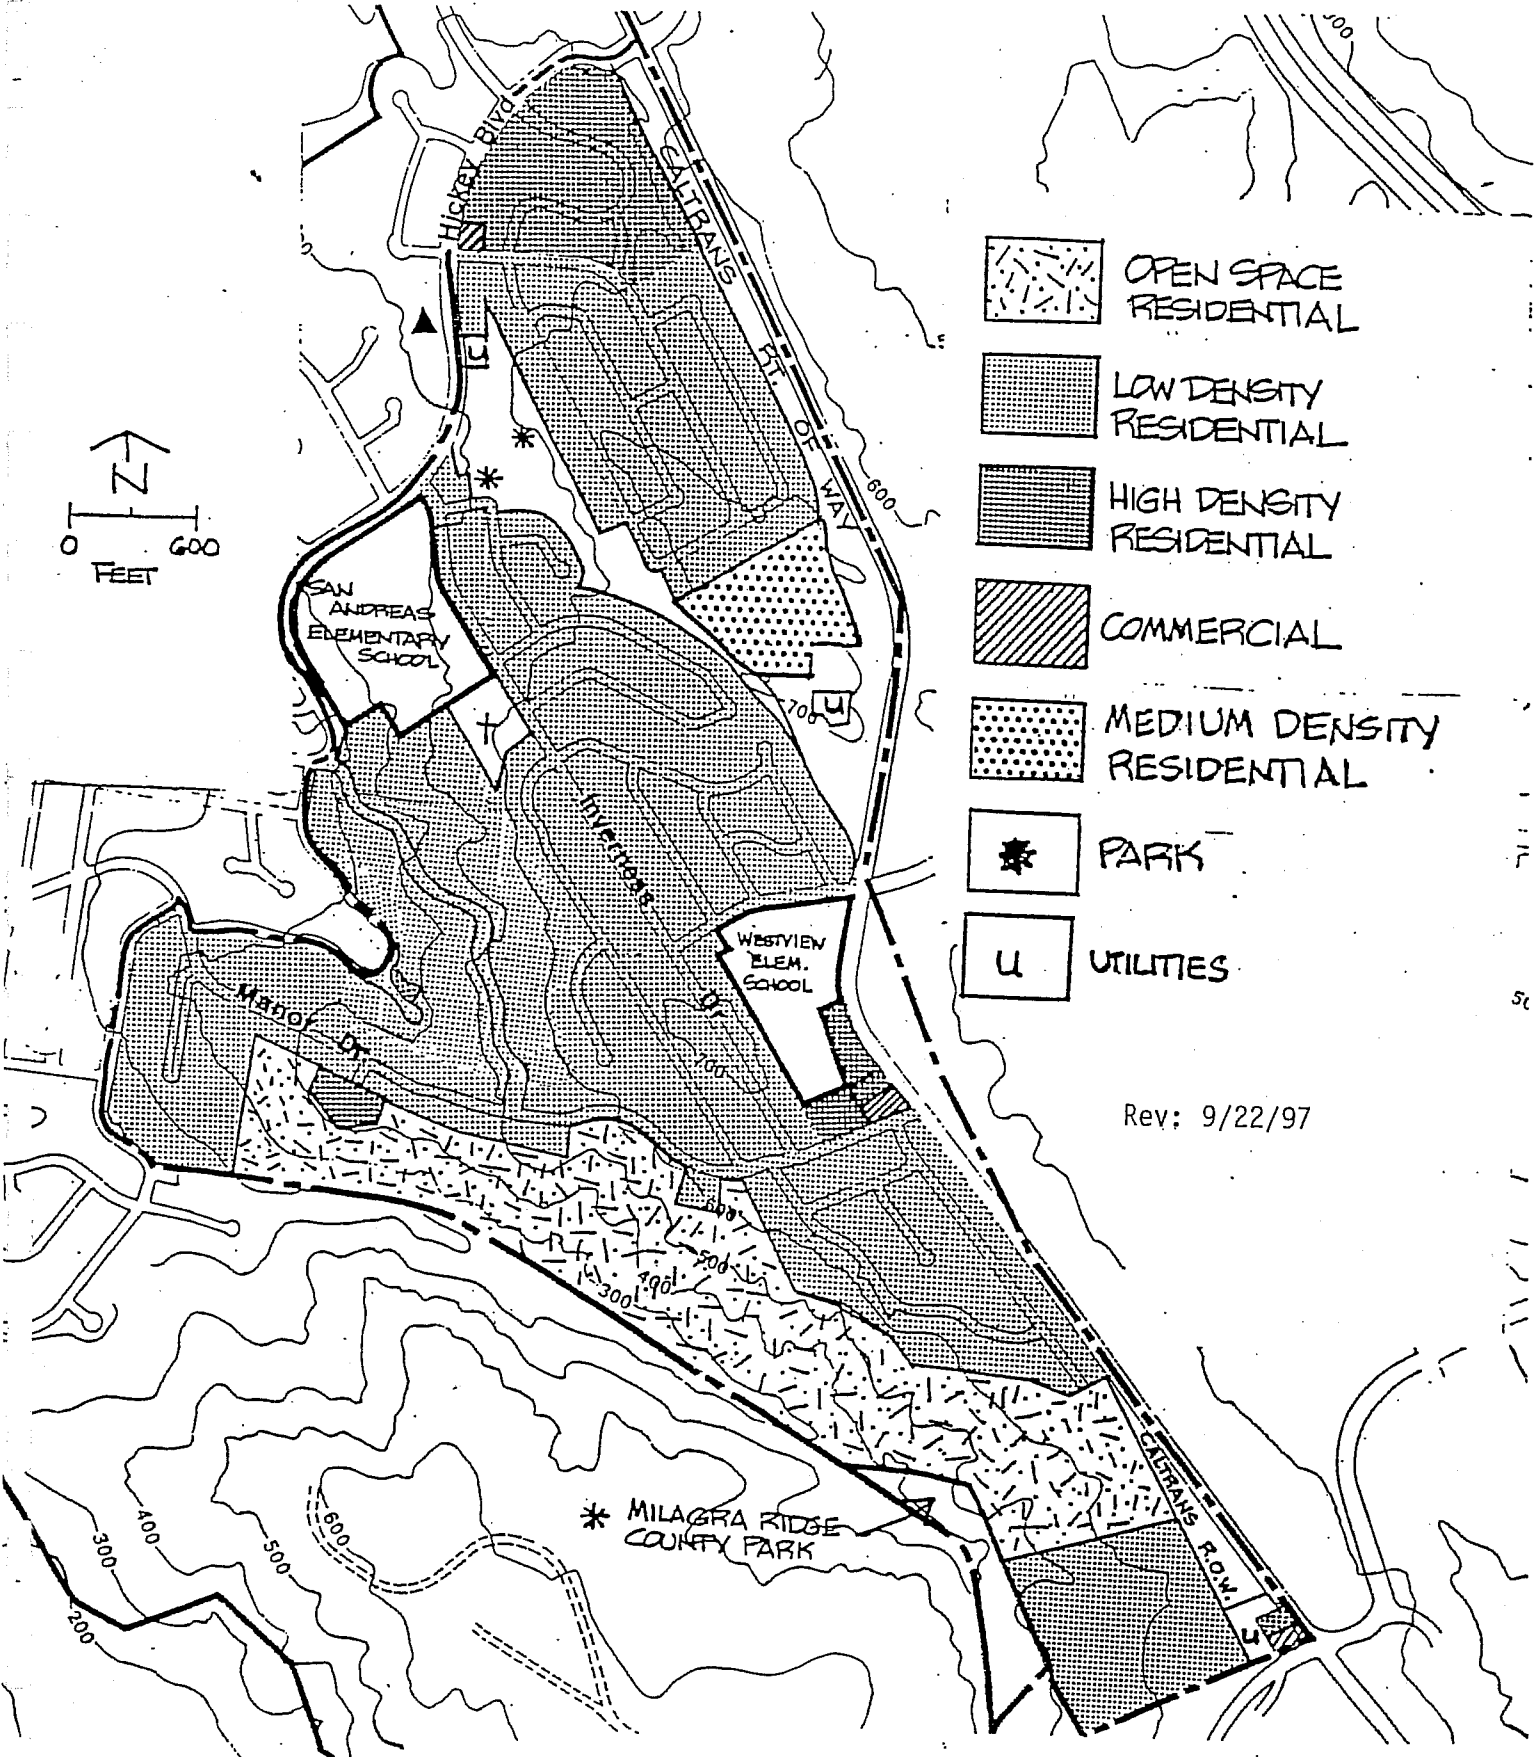 Hickey Blvd
CALTRANS RT. OF WAY
OPEN SPACE
RESIDENTIAL
LOW DENSITY
RESIDENTIAL
HIGH DENSITY
RESIDENTIAL
COMMERCIAL
MEDIUM DENSITY
RESIDENTIAL
PARK
U
UTILITIES
U
N
0 600
FEET
600
SAN
ANDREAS
ELEMENTARY
SCHOOL
700
U
Inverness Dr
WESTVIEW
ELEM.
SCHOOL
Manor Dr.
700
Rev: 9/22/97
600
500
400
300
CALTRANS R.O.W.
U
MILAGRA RIDGE
COUNTY PARK
600
500
400
300
200